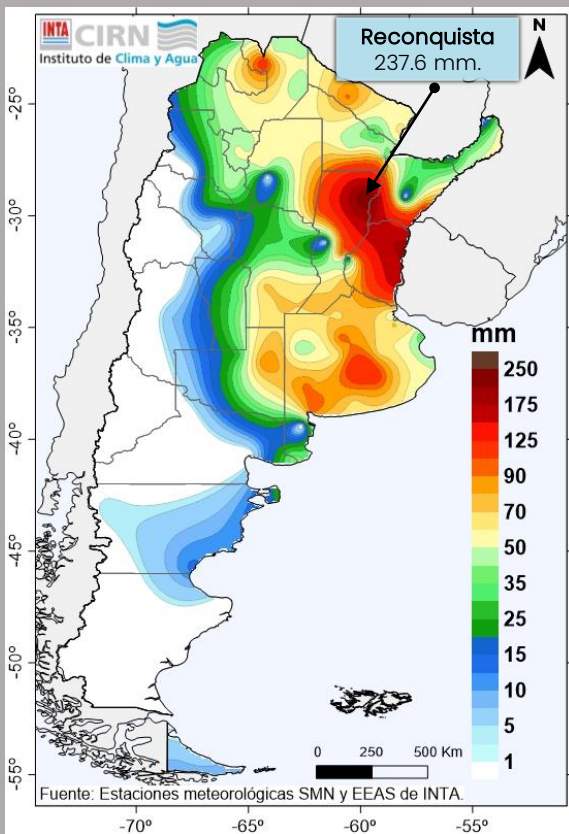 INTA CIRN
Instituto de Clima y Agua
Reconquista
237.6 mm.
N
-25°
-30°
-35°
-40°
-45°
-50°
-55°
mm
250
175
125
90
70
50
35
25
15
10
5
1
0 250 500 Km
Fuente: Estaciones meteorológicas SMN y EEAS de INTA.
-70° -65° -60° -55°